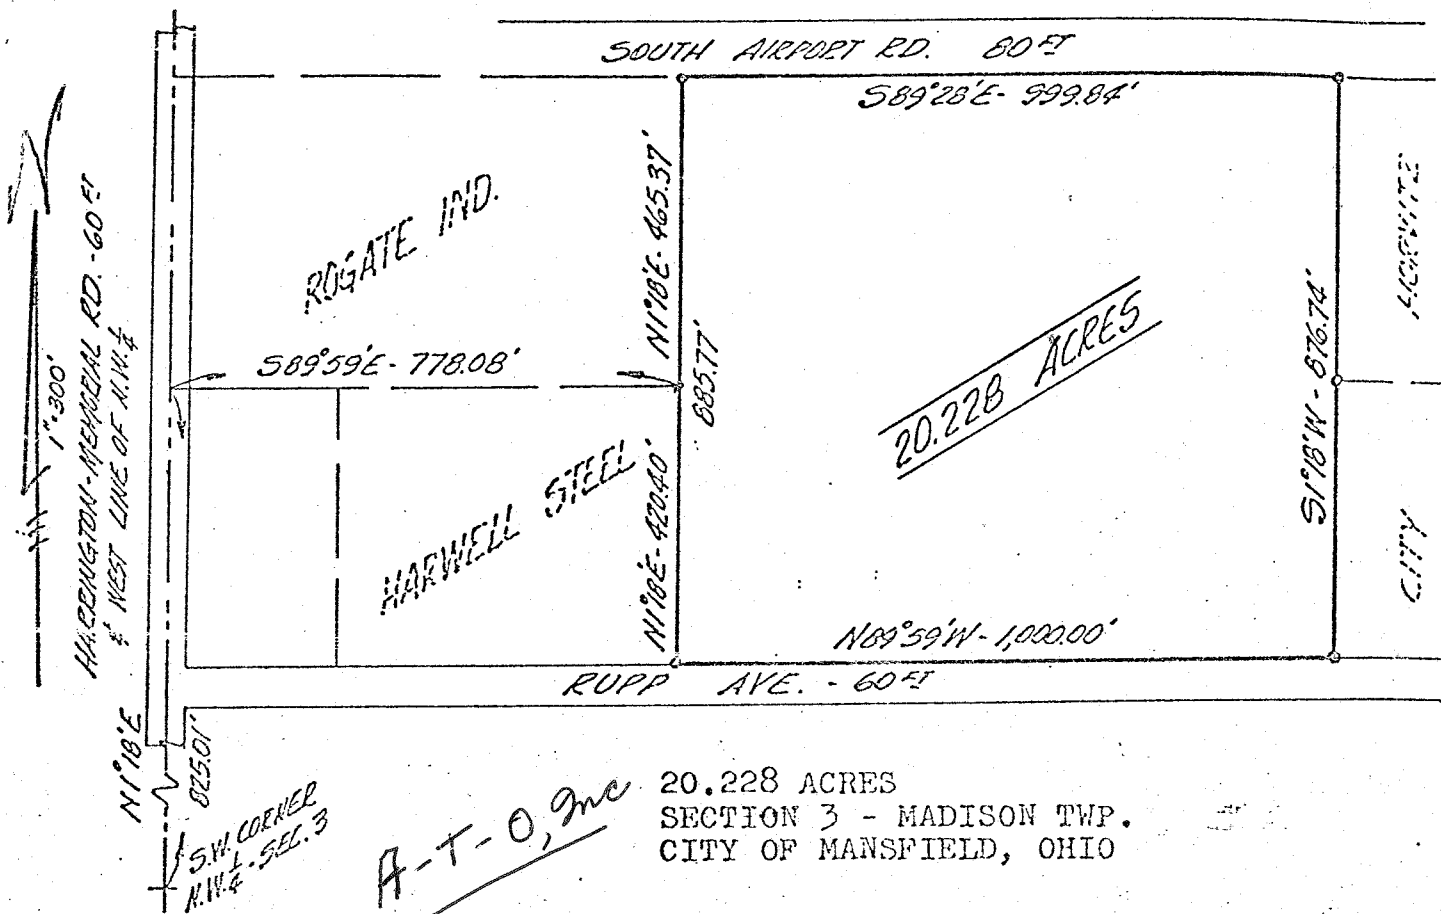 SOUTH AIRPORT RD. 80 FT
S89°28'E - 999.84'
HARRINGTON-MEMORIAL RD. - 60 FT
℄ WEST LINE OF N.W.¼
1"=300'
ROGATE IND.
N1°18'E - 465.37'
S89°59'E - 778.08'
885.77'
20.228 ACRES
S1°18'W - 876.74'
CITY
HARWELL STEEL
N1°18'E - 420.40'
N89°59'W - 1,000.00'
RUPP AVE. - 60 FT
N1°18'E
825.01'
S.W. CORNER
N.W.¼ - SEC. 3
A-T-O, Inc
20.228 ACRES
SECTION 3 - MADISON TWP.
CITY OF MANSFIELD, OHIO